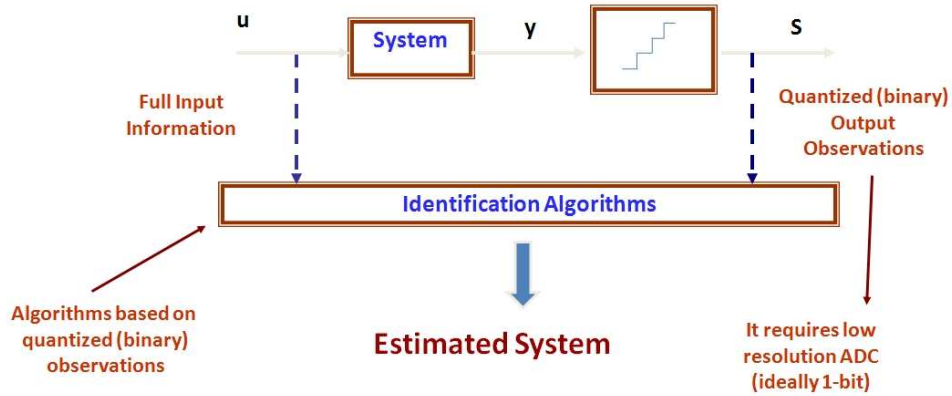 u
System
y
S
Full Input
Information
Quantized (binary)
Output
Observations
Identification Algorithms
Algorithms based on
quantized (binary)
observations
Estimated System
It requires low
resolution ADC
(ideally 1-bit)